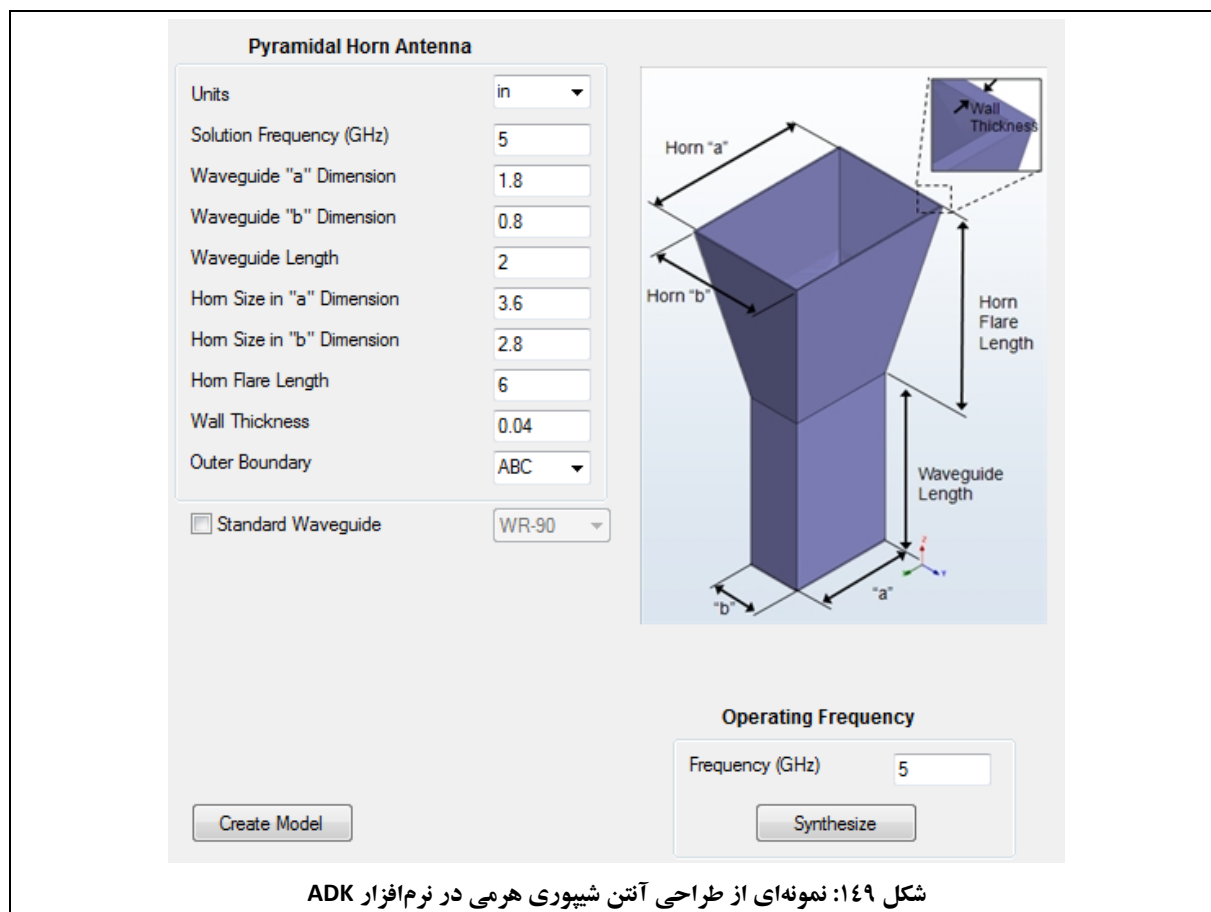 Pyramidal Horn Antenna
Units in
Solution Frequency (GHz) 5
Waveguide "a" Dimension 1.8
Waveguide "b" Dimension 0.8
Waveguide Length 2
Horn Size in "a" Dimension 3.6
Horn Size in "b" Dimension 2.8
Horn Flare Length 6
Wall Thickness 0.04
Outer Boundary ABC
Standard Waveguide WR-90
Wall
Thickness
Horn "a"
Horn "b"
Horn
Flare
Length
Waveguide
Length
"a"
"b"
Z
Y
Operating Frequency
Frequency (GHz) 5
Create Model
Synthesize
شکل ۱٤۹: نمونه‌ای از طراحی آنتن شیپوری هرمی در نرم‌افزار ADK